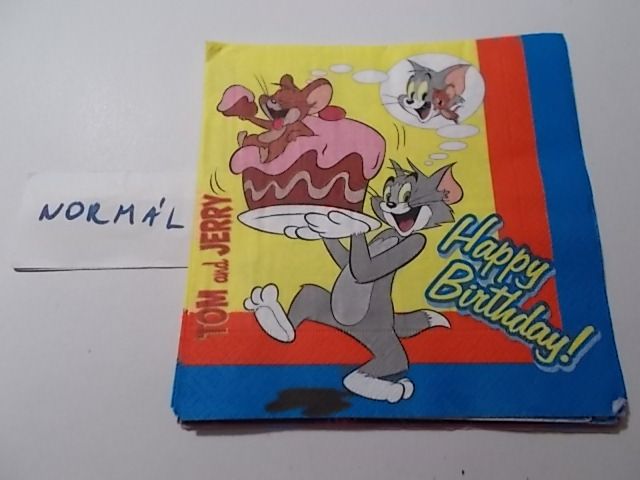 NORMÁL
TOM and JERRY
Happy
Birthday!